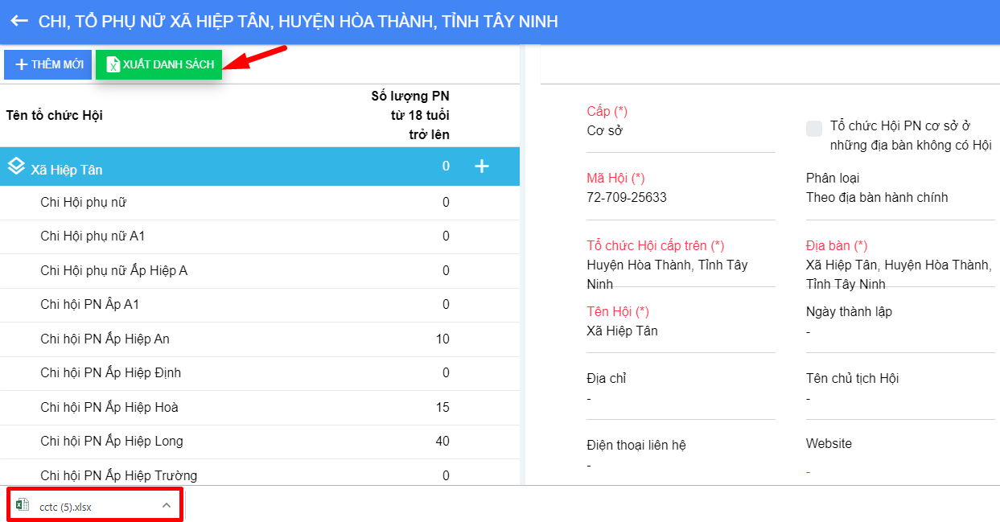 CHI, TỔ PHỤ NỮ XÃ HIỆP TÂN, HUYỆN HÒA THÀNH, TỈNH TÂY NINH
THÊM MỚI
XUẤT DANH SÁCH
Tên tổ chức Hội
Số lượng PN
từ 18 tuổi
trở lên
Xã Hiệp Tân 0
Chi Hội phụ nữ 0
Chi Hội phụ nữ A1 0
Chi Hội phụ nữ Ấp Hiệp A 0
Chi hội PN Âp A1 0
Chi hội PN Ấp Hiệp An 10
Chi hội PN Ấp Hiệp Định 0
Chi hội PN Ấp Hiệp Hoà 15
Chi hội PN Ấp Hiệp Long 40
Chi hội PN Ấp Hiệp Trường 0
Cấp (*)
Cơ sở
Tổ chức Hội PN cơ sở ở
những địa bàn không có Hội
Mã Hội (*)
72-709-25633
Phân loại
Theo địa bàn hành chính
Tổ chức Hội cấp trên (*)
Huyện Hòa Thành, Tỉnh Tây
Ninh
Địa bàn (*)
Xã Hiệp Tân, Huyện Hòa Thành,
Tỉnh Tây Ninh
Tên Hội (*)
Xã Hiệp Tân
Ngày thành lập
-
Địa chỉ
-
Tên chủ tịch Hội
-
Điện thoại liên hệ
-
Website
-
cctc (5).xlsx